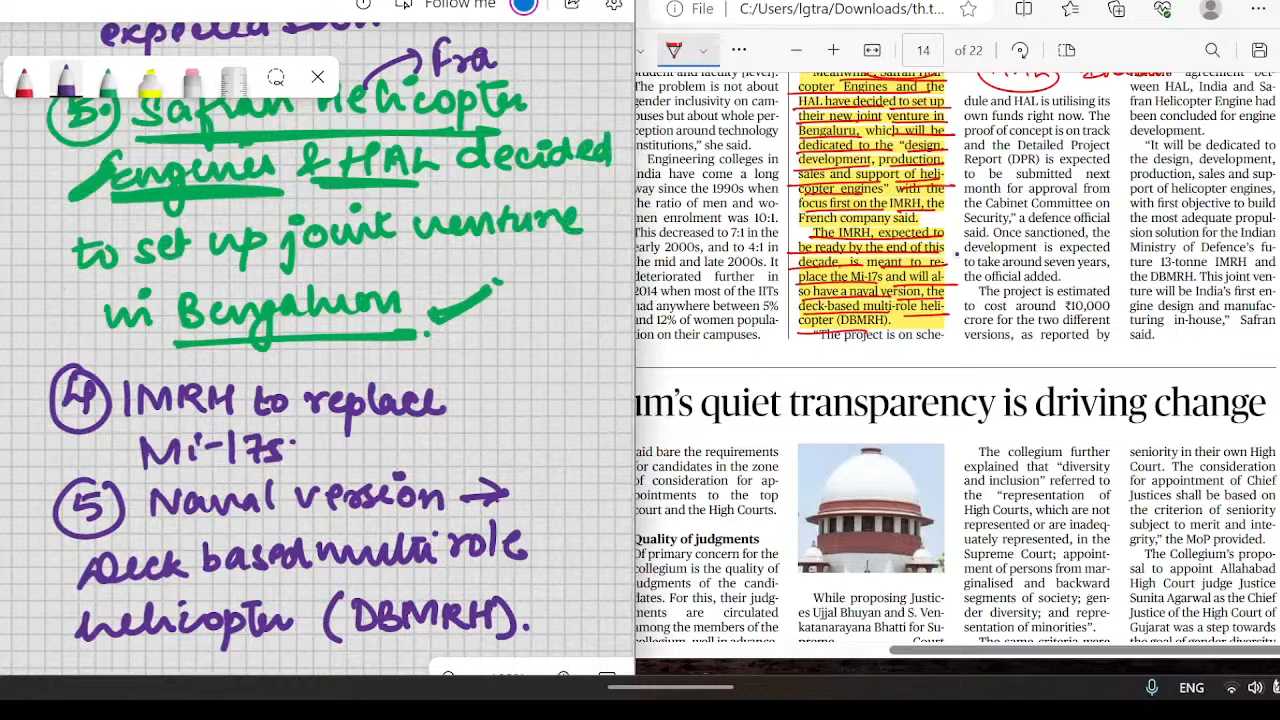 Follow me
File
C:/Users/lgtra/Downloads/th.t...
14
of 22
Fra
3. Safran Helicopter
Engines & HAL decided
to set up joint venture
in
4 IMRH to replace
Mi-17s.
5 Naval version →
Deck based multi role
helicopter (DBMRH).
student and faculty [level].
The problem is not about
gender inclusivity on cam-
puses but about whole per-
ception around technology
institutions,” she said.
Engineering colleges in
India have come a long
way since the 1990s when
the ratio of men and wo-
men enrolment was 10:1.
This decreased to 7:1 in the
early 2000s, and to 4:1 in
the mid and late 2000s. It
deteriorated further in
2014 when most of the IITs
had anywhere between 5%
and 12% of women popula-
tion on their campuses.
Meanwhile, Safran Heli-
copter Engines and the
HAL have decided to set up
their new joint venture in
Bengaluru, which will be
dedicated to the “design,
development, production,
sales and support of heli-
copter engines” with the
focus first on the IMRH, the
French company said.
The IMRH, expected to
be ready by the end of this
decade, is meant to re-
place the Mi-17s and will al-
so have a naval version, the
deck-based multi-role heli-
copter (DBMRH).
“The project is on sche-
dule and HAL is utilising its
own funds right now. The
proof of concept is on track
and the Detailed Project
Report (DPR) is expected
to be submitted next
month for approval from
the Cabinet Committee on
Security,” a defence official
said. Once sanctioned, the
development is expected
to take around seven years,
the official added.
The project is estimated
to cost around ₹10,000
crore for the two different
versions, as reported by
agreement bet-
ween HAL, India and Sa-
fran Helicopter Engine had
been concluded for engine
development.
“It will be dedicated to
the design, development,
production, sales and sup-
port of helicopter engines,
with first objective to build
the most adequate propul-
sion solution for the Indian
Ministry of Defence’s fu-
ture 13-tonne IMRH and
the DBMRH. This joint ven-
ture will be India’s first en-
gine design and manufac-
turing in-house,” Safran
said.
um’s quiet transparency is driving change
laid bare the requirements
for candidates in the zone
of consideration for ap-
pointments to the top
court and the High Courts.
Quality of judgments
Of primary concern for the
collegium is the quality of
judgments of the candi-
dates. For this, their judg-
ments are circulated
among the members of the
collegium, well in advance
While proposing Justic-
es Ujjal Bhuyan and S. Ven-
katanarayana Bhatti for Su-
preme Court
The collegium further
explained that “diversity
and inclusion” referred to
the “representation of
High Courts, which are not
represented or are inadeq-
uately represented, in the
Supreme Court; appoint-
ment of persons from mar-
ginalised and backward
segments of society; gen-
der diversity; and repre-
sentation of minorities”.
The same criteria were
seniority in their own High
Court. The consideration
for appointment of Chief
Justices shall be based on
the criterion of seniority
subject to merit and inte-
grity,” the MoP provided.
The Collegium’s propo-
sal to appoint Allahabad
High Court judge Justice
Sunita Agarwal as the Chief
Justice of the High Court of
Gujarat was a step towards
the goal of gender diversity
ENG